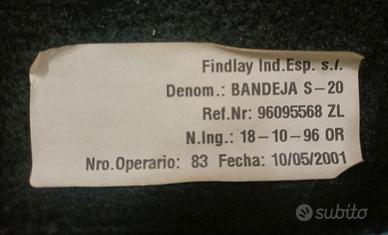 Findlay Ind.Esp. s.l.
Denom.: BANDEJA S-20
Ref.Nr: 96095568 ZL
N.Ing.: 18-10-96 OR
Nro.Operario: 83 Fecha: 10/05/2001
subito